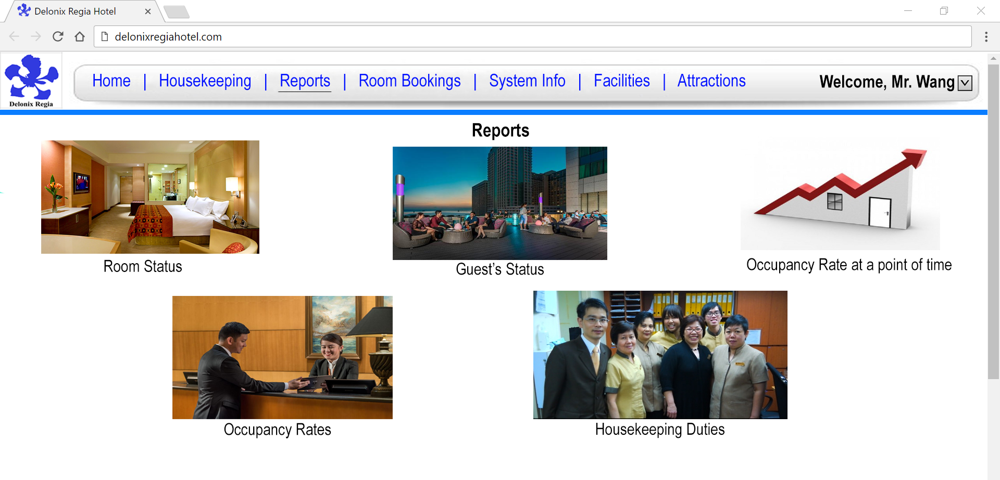 Delonix Regia Hotel
delonixregiahotel.com
Delonix Regia
Home | Housekeeping | Reports | Room Bookings | System Info | Facilities | Attractions
Welcome, Mr. Wang
Reports
Room Status
Guest’s Status
Occupancy Rate at a point of time
Occupancy Rates
Housekeeping Duties